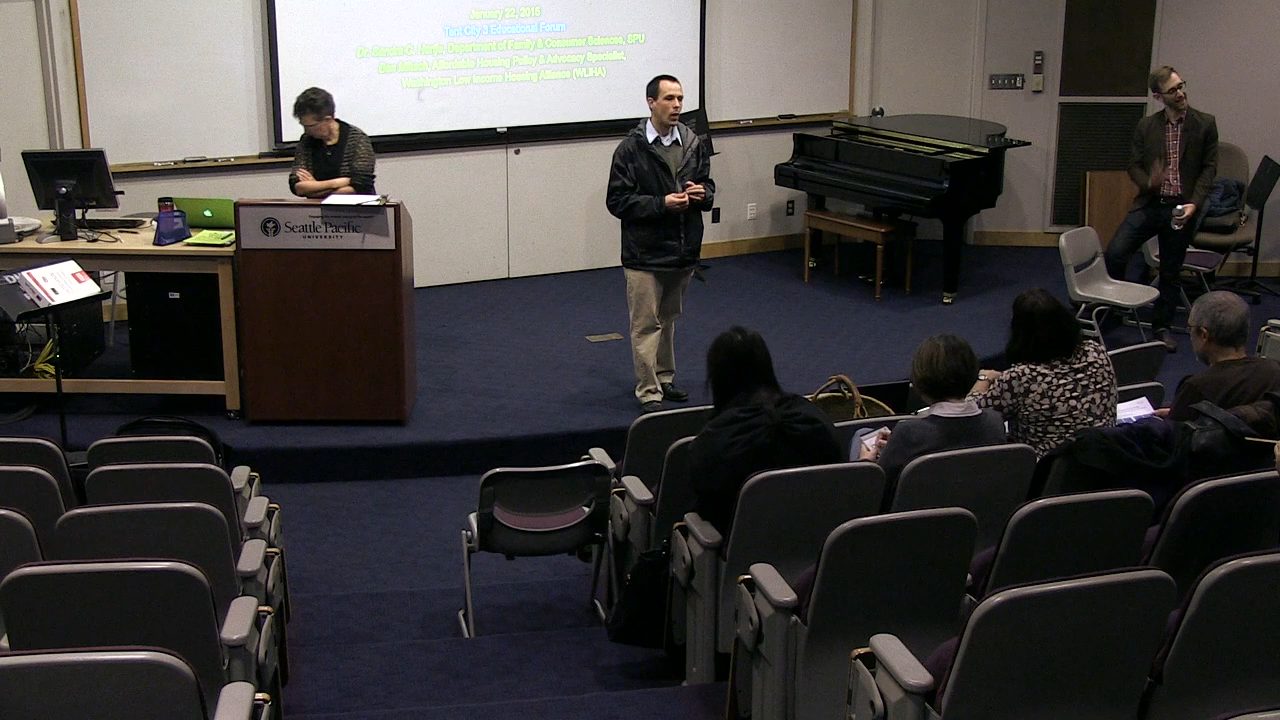 January 22, 2015
Tent City 3 Educational Forum
Dr. Department of Family & Consumer Sciences, SPU
Affordable Housing Policy & Advocacy Specialist,
Washington Low Income Housing Alliance (WLIHA)
Seattle Pacific
UNIVERSITY